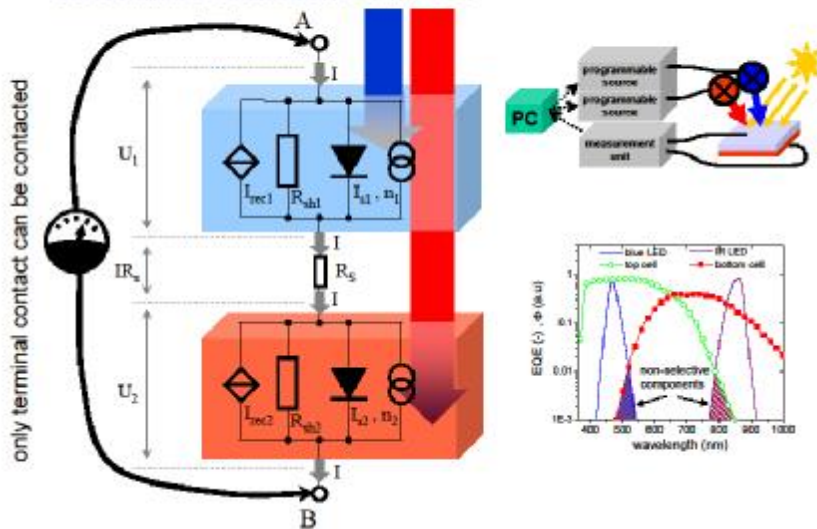 only terminal contact can be contacted
A
I
U1
Irec1
Rsh1
Is1 , n1
I
IRs
RS
I
U2
Irec2
Rsh2
Is2 , n2
I
B
PC
programmable
source
programmable
source
measurement
unit
blue LED
IR LED
top cell
bottom cell
EQE (-) , Φ (a.u)
1
0.1
0.01
1E-3
non-selective
components
400
500
600
700
800
900
1000
wavelength (nm)